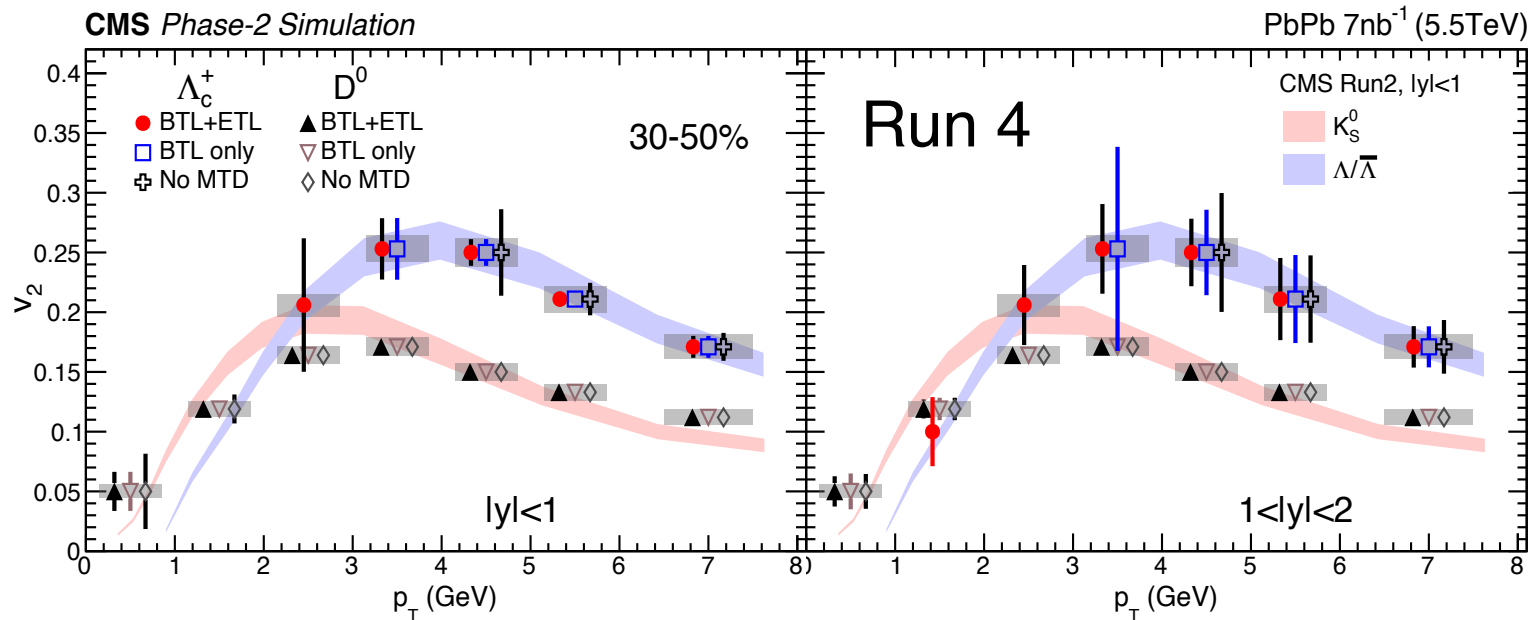 CMS Phase-2 Simulation
PbPb 7nb⁻¹ (5.5TeV)
Λc⁺ D⁰
BTL+ETL BTL+ETL
BTL only BTL only
No MTD No MTD
30-50%
|y|<1
v₂
0.4
0.35
0.3
0.25
0.2
0.15
0.1
0.05
0
0 1 2 3 4 5 6 7 8
p_T (GeV)
Run 4
CMS Run2, |y|<1
K⁰_S
Λ/Λ̅
1<|y|<2
) 1 2 3 4 5 6 7 8
p_T (GeV)